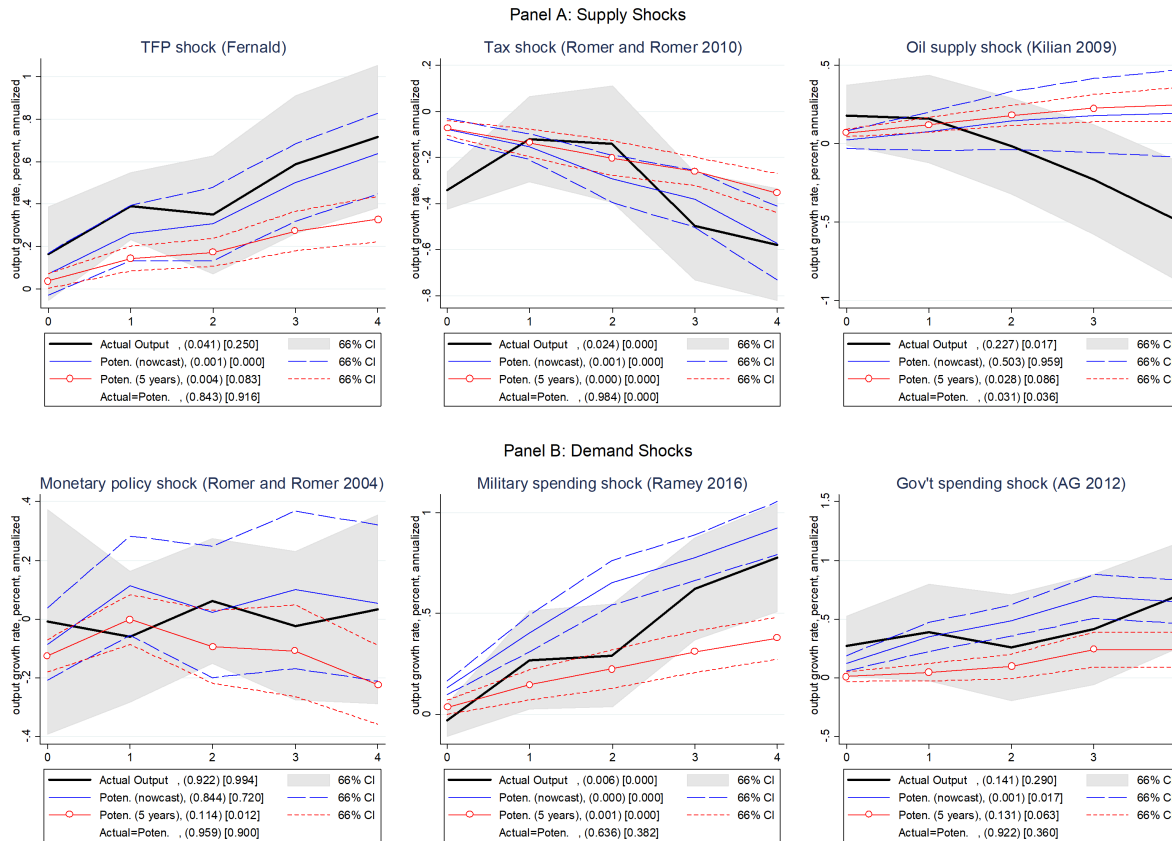 Panel A: Supply Shocks
TFP shock (Fernald)
output growth rate, percent, annualized
0 .2 .4 .6 .8 1
0 1 2 3 4
Actual Output , (0.041) [0.250] 66% CI
Poten. (nowcast), (0.001) [0.000] 66% CI
Poten. (5 years), (0.004) [0.083] 66% CI
Actual=Poten. , (0.843) [0.916]
Tax shock (Romer and Romer 2010)
output growth rate, percent, annualized
-.8 -.6 -.4 -.2 0 .2
0 1 2 3 4
Actual Output , (0.024) [0.000] 66% CI
Poten. (nowcast), (0.001) [0.000] 66% CI
Poten. (5 years), (0.000) [0.000] 66% CI
Actual=Poten. , (0.984) [0.000]
Oil supply shock (Kilian 2009)
output growth rate, percent, annualized
-1 -.5 0 .5
0 1 2 3
Actual Output , (0.227) [0.017] 66% C
Poten. (nowcast), (0.503) [0.959] 66% C
Poten. (5 years), (0.028) [0.086] 66% C
Actual=Poten. , (0.031) [0.036]
Panel B: Demand Shocks
Monetary policy shock (Romer and Romer 2004)
output growth rate, percent, annualized
-.4 -.2 0 .2 .4
0 1 2 3 4
Actual Output , (0.922) [0.994] 66% CI
Poten. (nowcast), (0.844) [0.720] 66% CI
Poten. (5 years), (0.114) [0.012] 66% CI
Actual=Poten. , (0.959) [0.900]
Military spending shock (Ramey 2016)
output growth rate, percent, annualized
0 .5 1
0 1 2 3 4
Actual Output , (0.006) [0.000] 66% CI
Poten. (nowcast), (0.000) [0.000] 66% CI
Poten. (5 years), (0.001) [0.000] 66% CI
Actual=Poten. , (0.636) [0.382]
Gov't spending shock (AG 2012)
output growth rate, percent, annualized
-.5 0 .5 1 1.5
0 1 2 3
Actual Output , (0.141) [0.290] 66% CI
Poten. (nowcast), (0.001) [0.017] 66% CI
Poten. (5 years), (0.131) [0.063] 66% CI
Actual=Poten. , (0.922) [0.360]